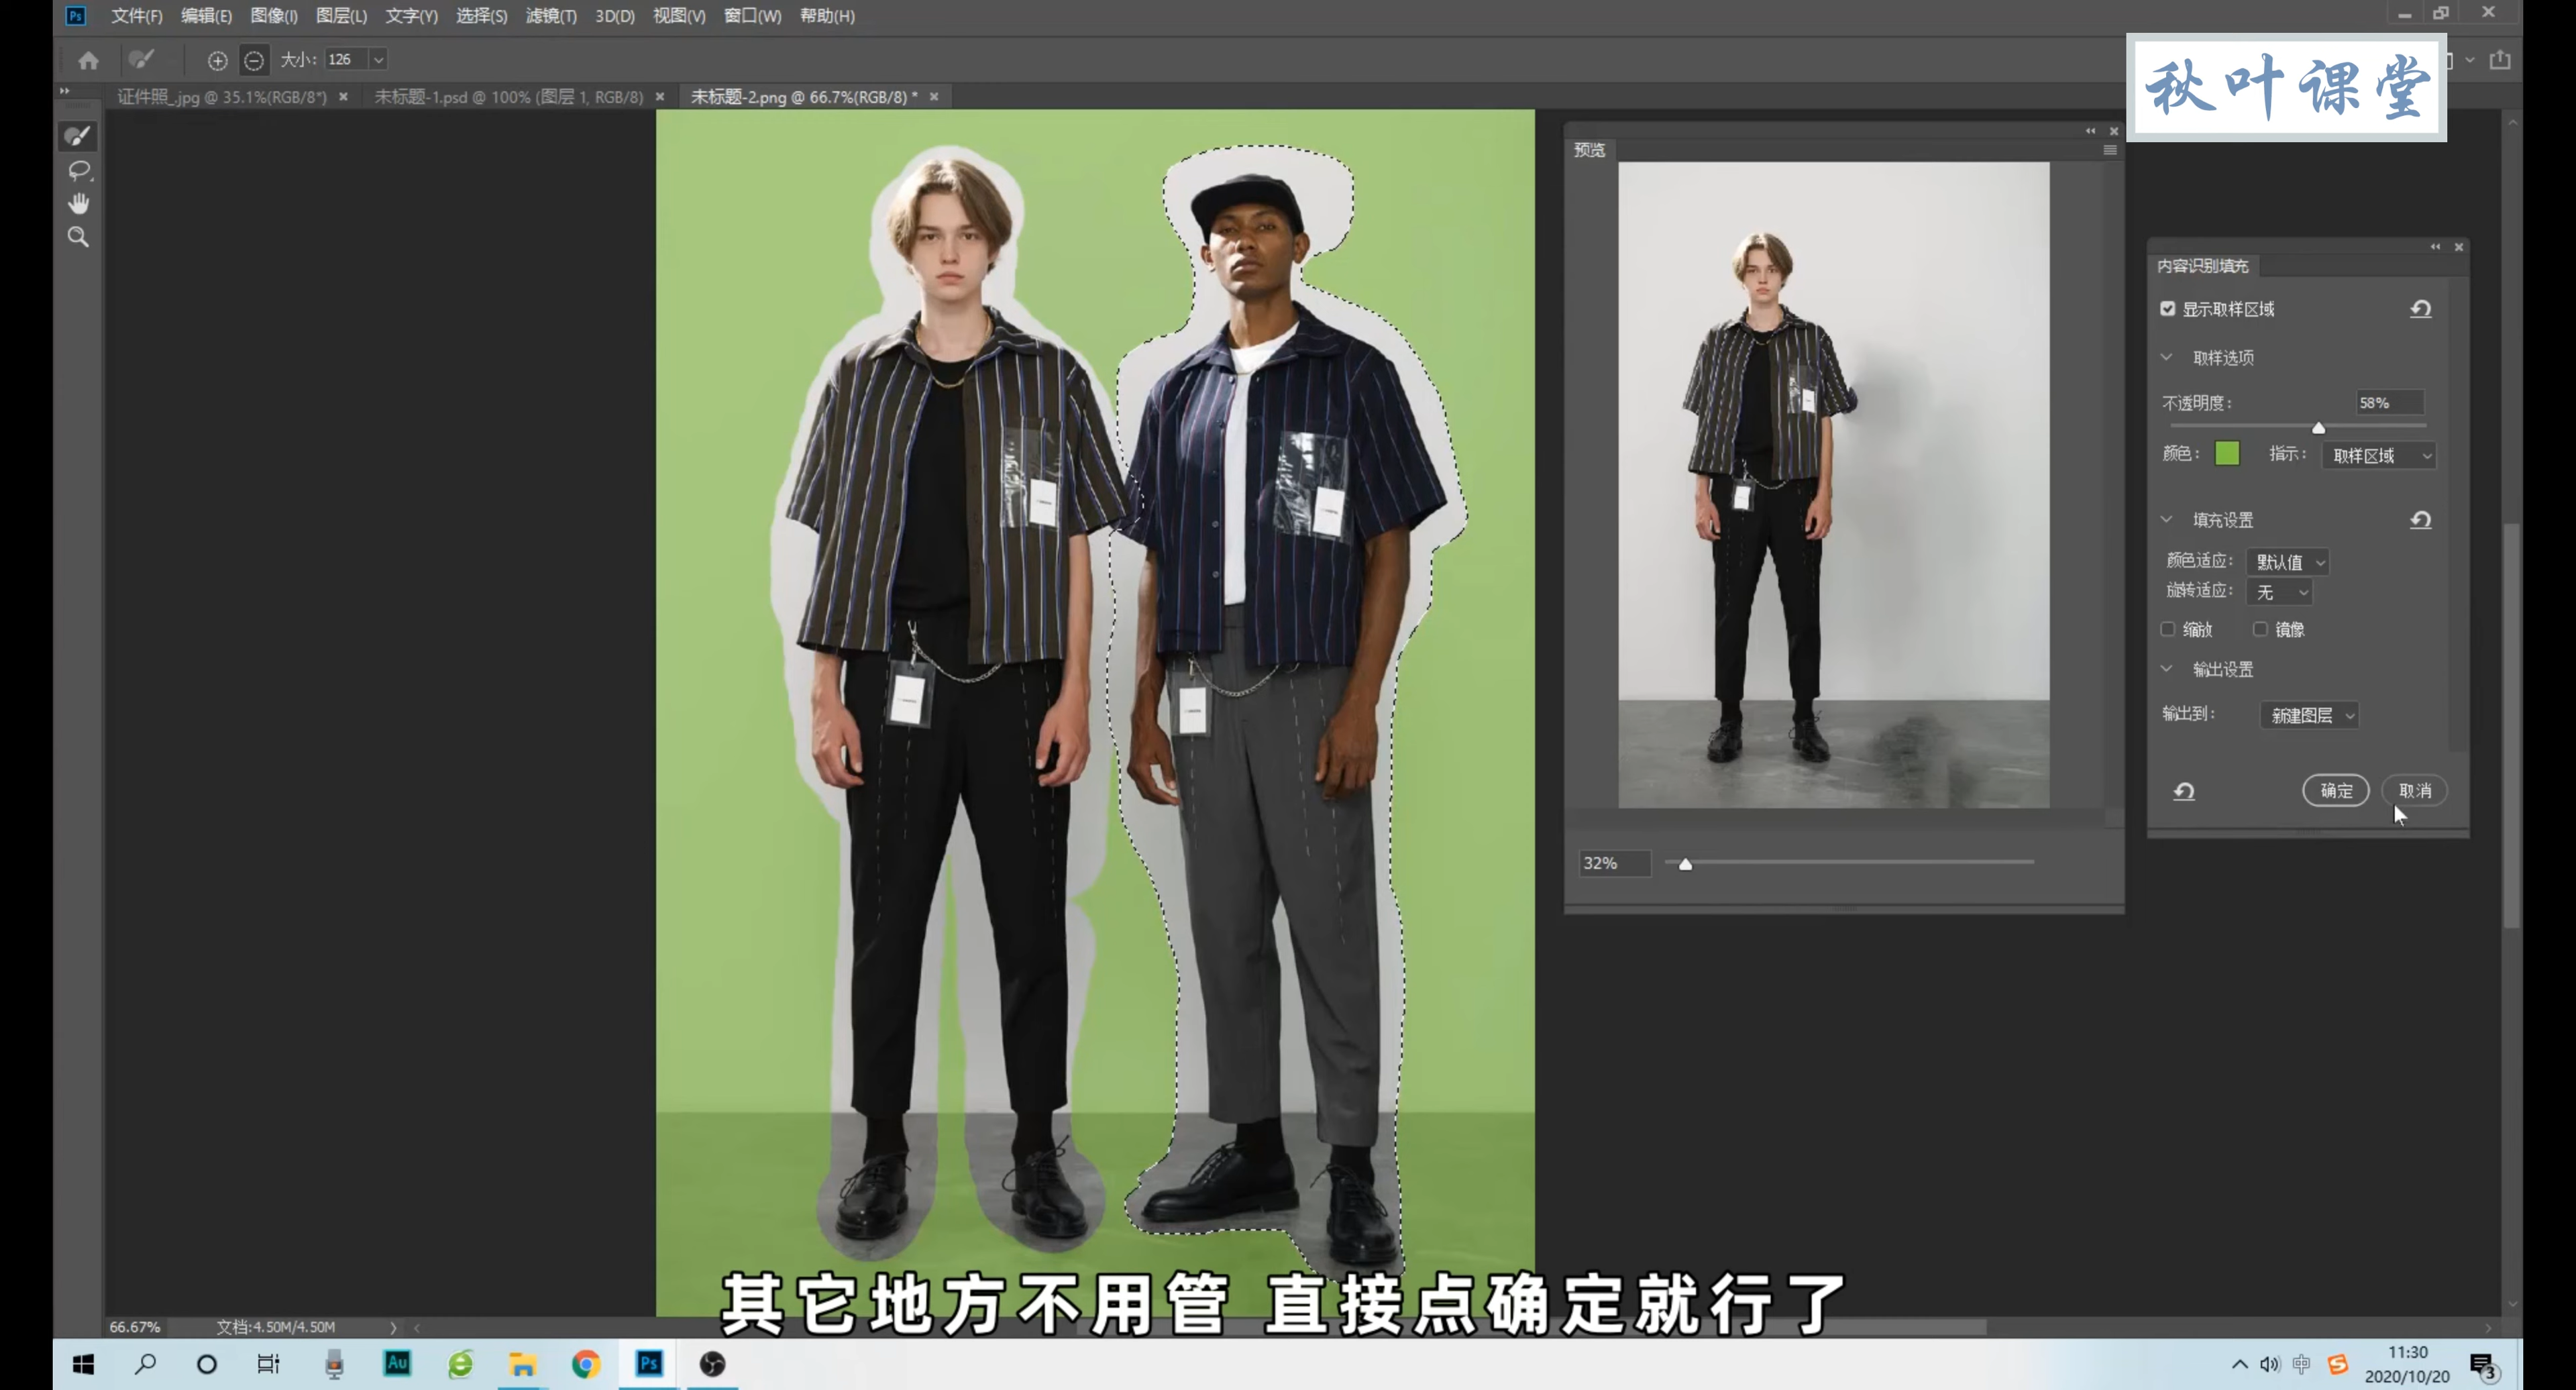 Ps 文件(F) 编辑(E) 图像(I) 图层(L) 文字(Y) 选择(S) 滤镜(T) 3D(D) 视图(V) 窗口(W) 帮助(H)
大小: 126
秋叶课堂
证件照_.jpg @ 35.1%(RGB/8*) × 未标题-1.psd @ 100% (图层 1, RGB/8) × 未标题-2.png @ 66.7%(RGB/8) * ×
预览
内容识别填充
显示取样区域
取样选项
不透明度: 58%
颜色: 指示: 取样区域
填充设置
颜色适应: 默认值
旋转适应: 无
缩放 镜像
输出设置
输出到: 新建图层
确定 取消
32%
其它地方不用管 直接点确定就行了
66.67% 文档:4.50M/4.50M
Au Ps 中
11:30
2020/10/20
3